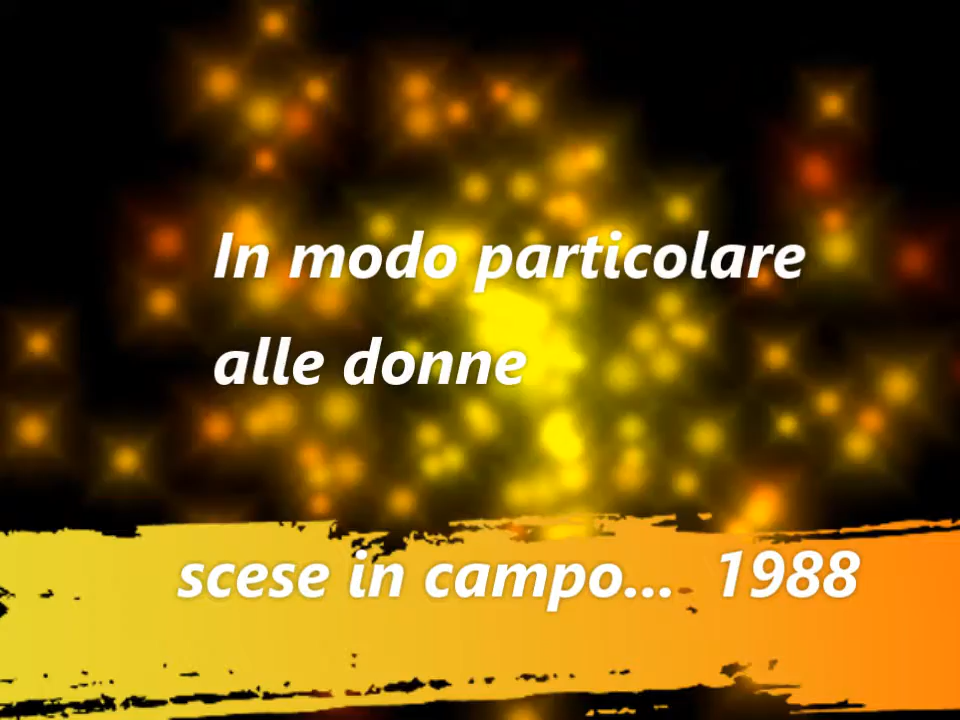 In modo particolare
alle donne
scese in campo... 1988